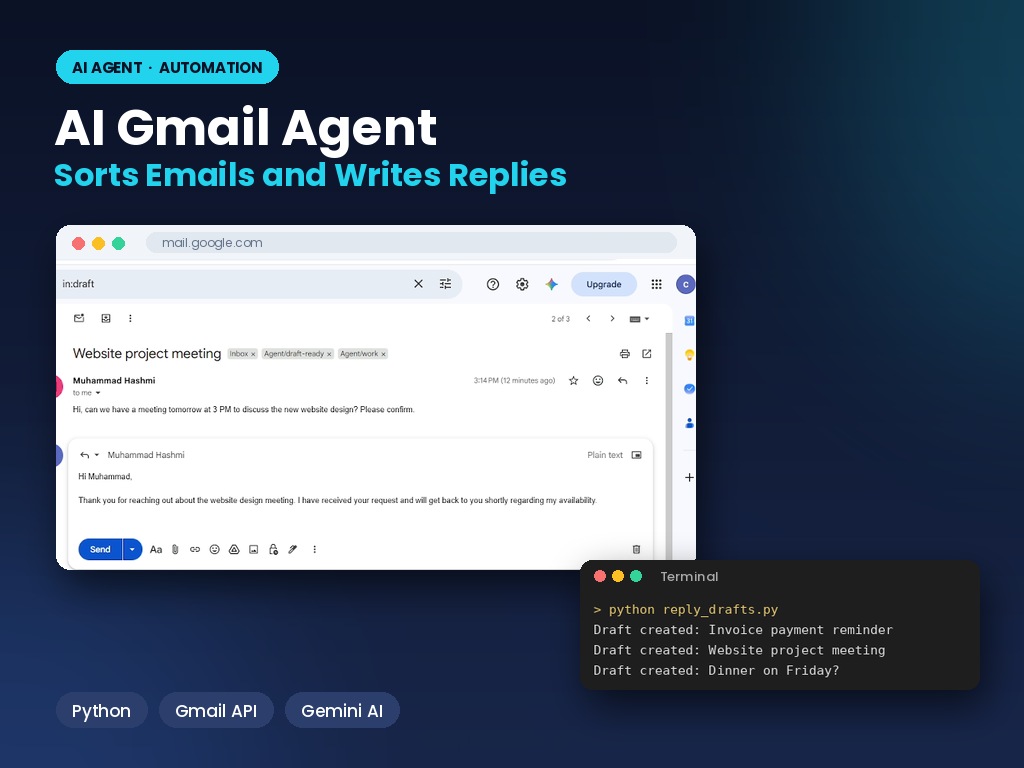 AI AGENT · AUTOMATION
AI Gmail Agent
Sorts Emails and Writes Replies
mail.google.com
in:draft
Upgrade
C
2 of 3
Website project meeting Inbox × Agent/draft-ready × Agent/work ×
Muhammad Hashmi 3:14 PM (12 minutes ago)
to me
Hi, can we have a meeting tomorrow at 3 PM to discuss the new website design? Please confirm.
Muhammad Hashmi Plain text
Hi Muhammad,
Thank you for reaching out about the website design meeting. I have received your request and will get back to you shortly regarding my availability.
Send Aa
Terminal
> python reply_drafts.py
Draft created: Invoice payment reminder
Draft created: Website project meeting
Draft created: Dinner on Friday?
Python Gmail API Gemini AI